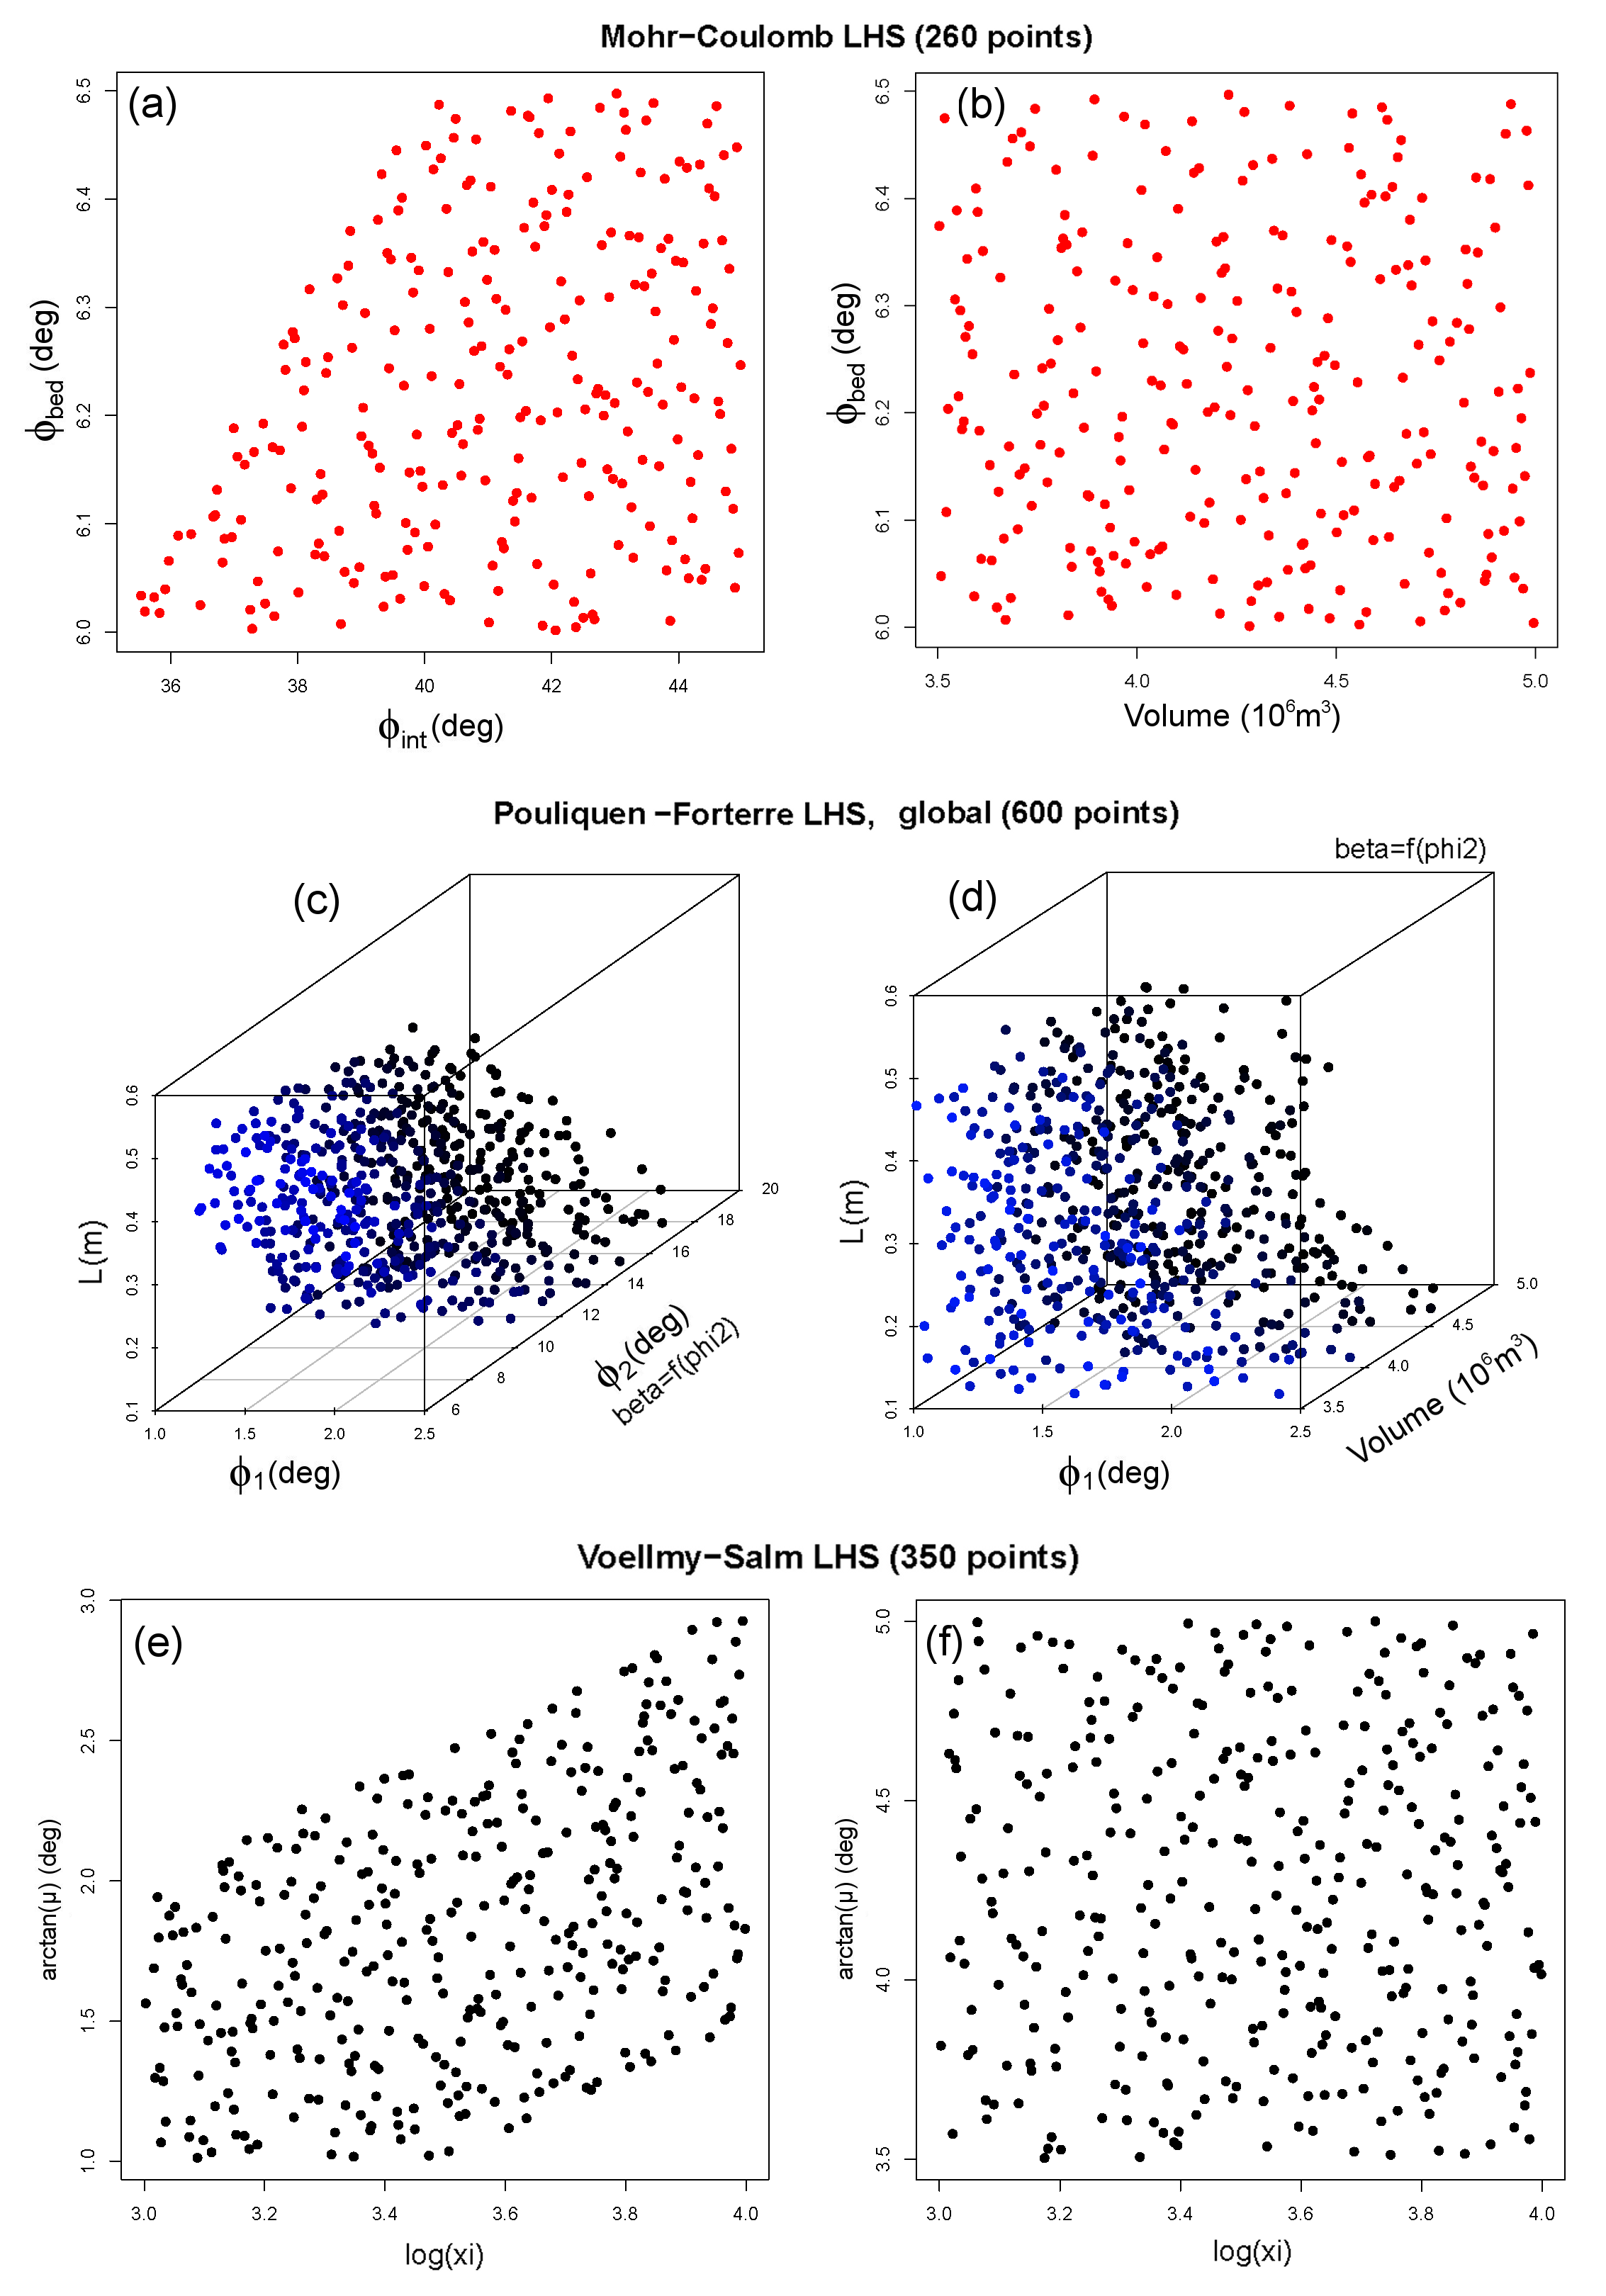 Mohr−Coulomb LHS (260 points)
(a)
6.5
6.4
6.3
6.2
6.1
6.0
ϕbed (deg)
36 38 40 42 44
ϕint (deg)
(b)
6.5
6.4
6.3
6.2
6.1
6.0
ϕbed (deg)
3.5 4.0 4.5 5.0
Volume (10⁶m³)
Pouliquen −Forterre LHS, global (600 points)
(c)
0.6
0.5
0.4
0.3
0.2
0.1
L(m)
1.0 1.5 2.0 2.5
ϕ1(deg)
6
8
10
12
14
16
18
20
ϕ2(deg)
beta=f(phi2)
beta=f(phi2)
(d)
0.6
0.5
0.4
0.3
0.2
0.1
L(m)
1.0 1.5 2.0 2.5
ϕ1(deg)
3.5
4.0
4.5
5.0
Volume (10⁶m³)
Voellmy−Salm LHS (350 points)
(e)
3.0
2.5
2.0
1.5
1.0
arctan(μ) (deg)
3.0 3.2 3.4 3.6 3.8 4.0
log(xi)
(f)
5.0
4.5
4.0
3.5
arctan(μ) (deg)
3.0 3.2 3.4 3.6 3.8 4.0
log(xi)